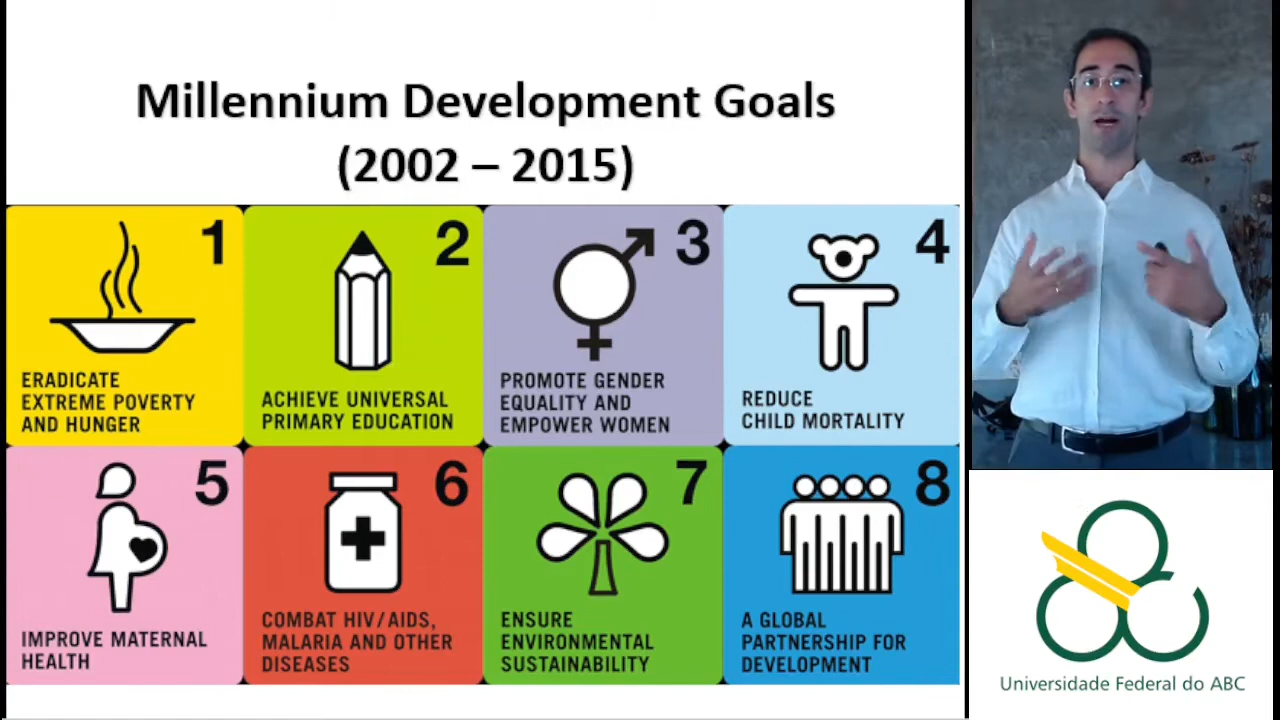 Millennium Development Goals
(2002 – 2015)
1
ERADICATE
EXTREME POVERTY
AND HUNGER
2
ACHIEVE UNIVERSAL
PRIMARY EDUCATION
3
PROMOTE GENDER
EQUALITY AND
EMPOWER WOMEN
4
REDUCE
CHILD MORTALITY
5
IMPROVE MATERNAL
HEALTH
6
COMBAT HIV/AIDS,
MALARIA AND OTHER
DISEASES
7
ENSURE
ENVIRONMENTAL
SUSTAINABILITY
8
A GLOBAL
PARTNERSHIP FOR
DEVELOPMENT
Universidade Federal do ABC